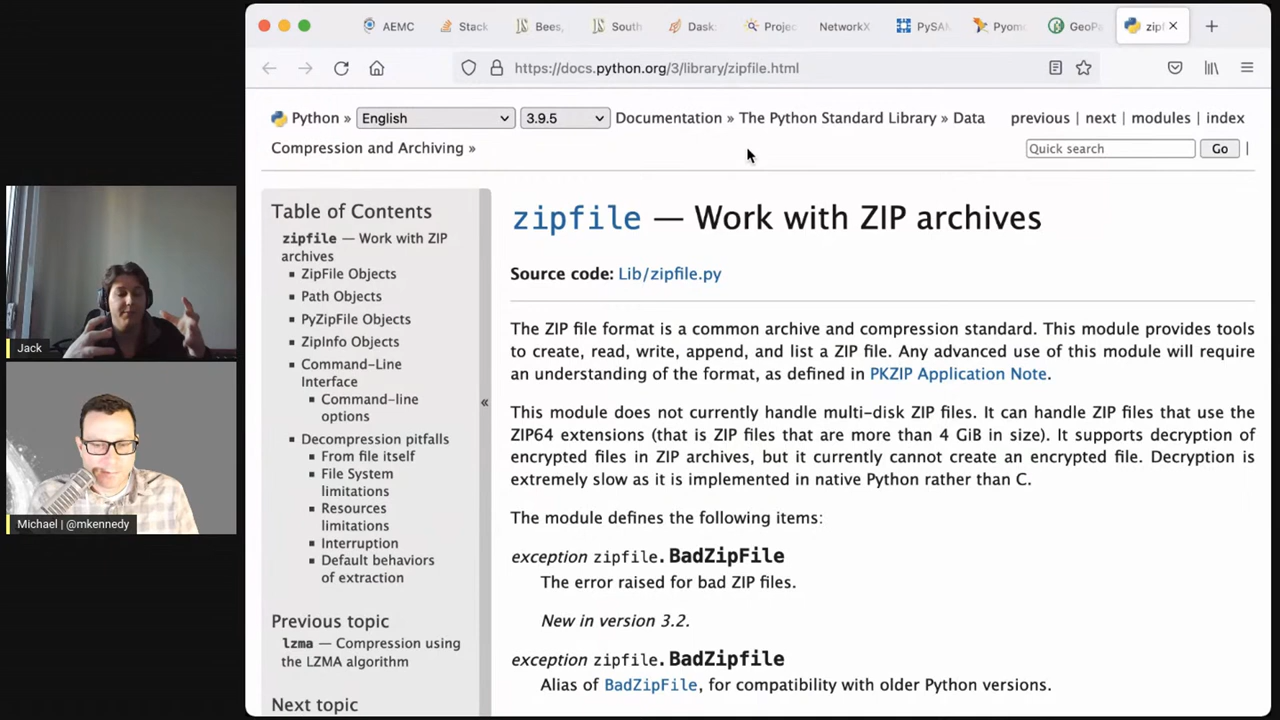 AEMC
Stack
Bees,
South
Dask:
Projec
NetworkX
PySAM
Pyomo
GeoPa
zipf
https://docs.python.org/3/library/zipfile.html
Python »
English
3.9.5
Documentation » The Python Standard Library » Data
Compression and Archiving »
previous | next | modules | index
Quick search
Go
|
Table of Contents
zipfile — Work with ZIP
archives
ZipFile Objects
Path Objects
PyZipFile Objects
ZipInfo Objects
Command-Line
Interface
Command-line
options
Decompression pitfalls
From file itself
File System
limitations
Resources
limitations
Interruption
Default behaviors
of extraction
Previous topic
lzma — Compression using
the LZMA algorithm
Next topic
«
zipfile — Work with ZIP archives
Source code: Lib/zipfile.py
The ZIP file format is a common archive and compression standard. This module provides tools
to create, read, write, append, and list a ZIP file. Any advanced use of this module will require
an understanding of the format, as defined in PKZIP Application Note.
This module does not currently handle multi-disk ZIP files. It can handle ZIP files that use the
ZIP64 extensions (that is ZIP files that are more than 4 GiB in size). It supports decryption of
encrypted files in ZIP archives, but it currently cannot create an encrypted file. Decryption is
extremely slow as it is implemented in native Python rather than C.
The module defines the following items:
exception zipfile.BadZipFile
The error raised for bad ZIP files.
New in version 3.2.
exception zipfile.BadZipfile
Alias of BadZipFile, for compatibility with older Python versions.
Jack
Michael | @mkennedy